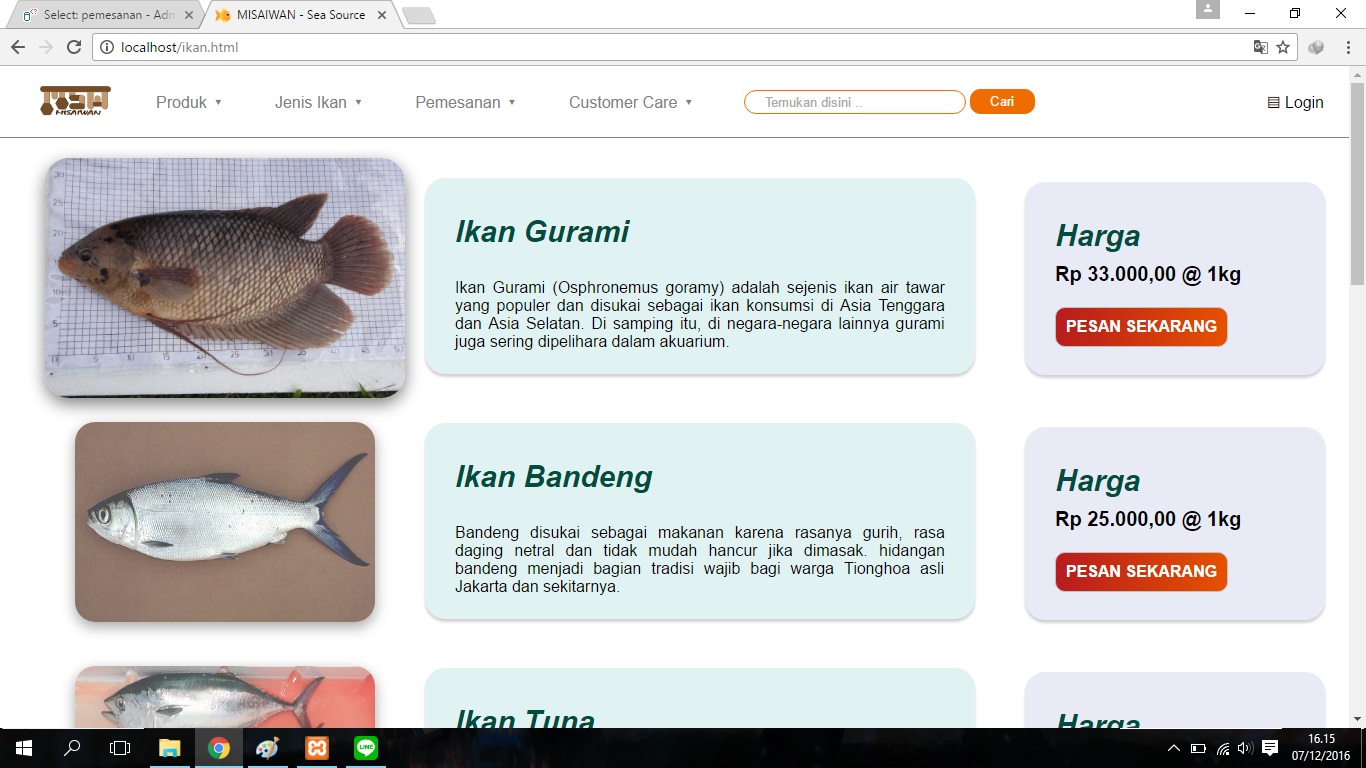 Select: pemesanan - Adm
MISAIWAN - Sea Source
localhost/ikan.html
MISAIWAN
Produk ▼
Jenis Ikan ▼
Pemesanan ▼
Customer Care ▼
Temukan disini ..
Cari
Login
Ikan Gurami
Ikan Gurami (Osphronemus goramy) adalah sejenis ikan air tawar
yang populer dan disukai sebagai ikan konsumsi di Asia Tenggara
dan Asia Selatan. Di samping itu, di negara-negara lainnya gurami
juga sering dipelihara dalam akuarium.
Harga
Rp 33.000,00 @ 1kg
PESAN SEKARANG
Ikan Bandeng
Bandeng disukai sebagai makanan karena rasanya gurih, rasa
daging netral dan tidak mudah hancur jika dimasak. hidangan
bandeng menjadi bagian tradisi wajib bagi warga Tionghoa asli
Jakarta dan sekitarnya.
Harga
Rp 25.000,00 @ 1kg
PESAN SEKARANG
Ikan Tuna
Harga
LINE
16.15
07/12/2016